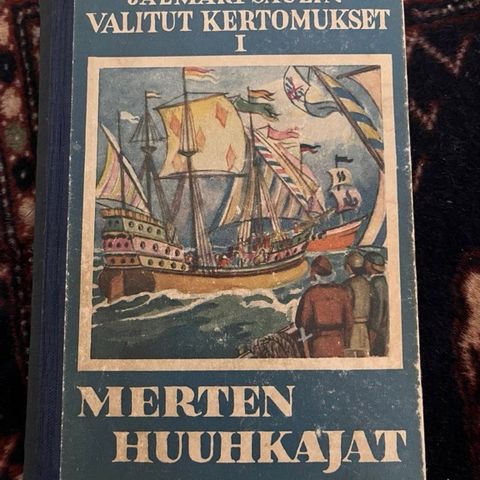 JALMARI SAULIN
VALITUT KERTOMUKSET
I
MERTEN
HUUHKAJAT